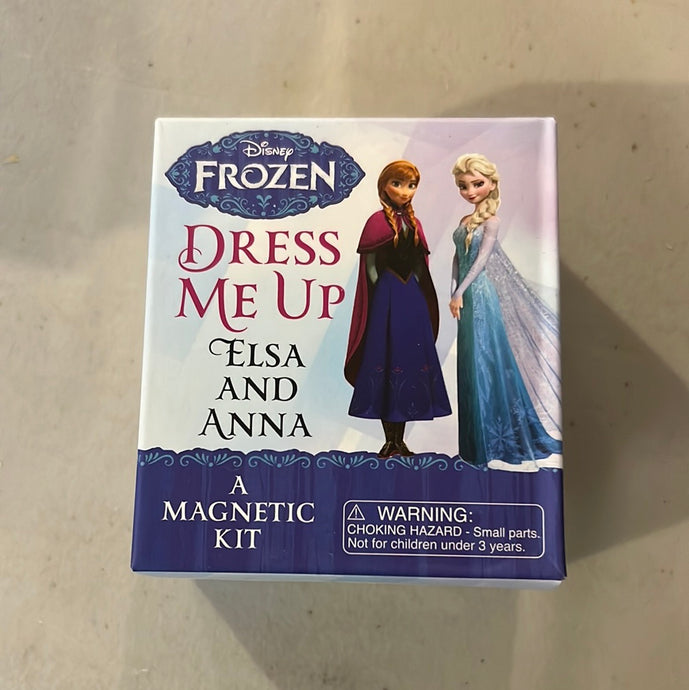 Disney
FROZEN
DRESS
ME UP
ELSA
AND
ANNA
A
MAGNETIC
KIT
⚠ WARNING:
CHOKING HAZARD - Small parts.
Not for children under 3 years.